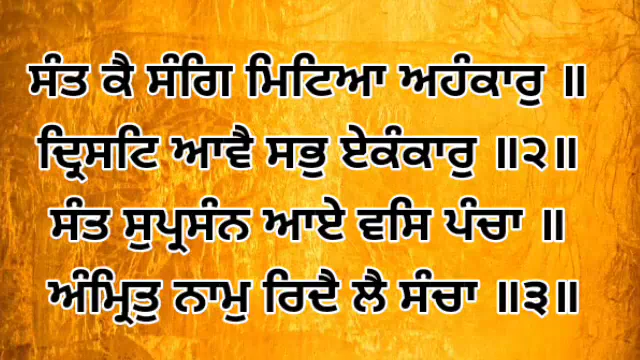 ਸੰਤ ਕੈ ਸੰਗਿ ਮਿਟਿਆ ਅਹੰਕਾਰੁ ॥
ਦ੍ਰਿਸਟਿ ਆਵੈ ਸਭੁ ਏਕੰਕਾਰੁ ॥੨॥
ਸੰਤ ਸੁਪ੍ਰਸੰਨ ਆਏ ਵਸਿ ਪੰਚਾ ॥
ਅੰਮ੍ਰਿਤੁ ਨਾਮੁ ਰਿਦੈ ਲੈ ਸੰਚਾ ॥੩॥